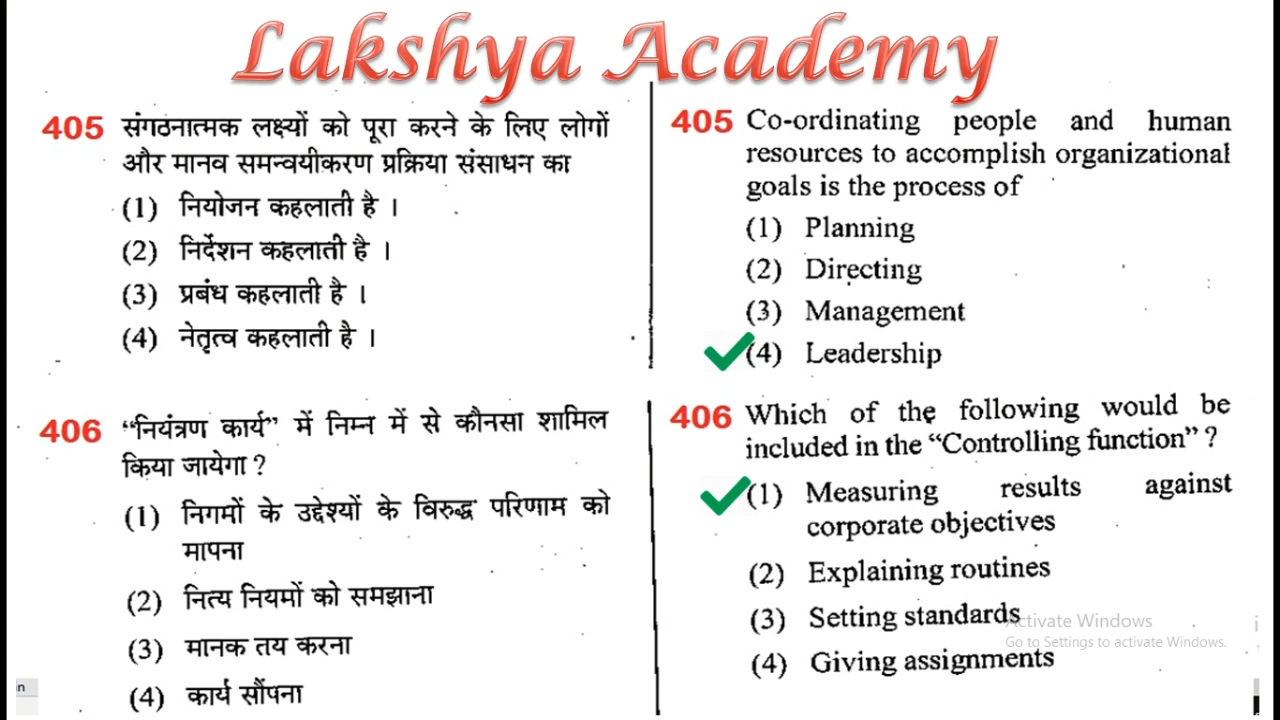 Lakshya Academy
405 संगठनात्मक लक्ष्यों को पूरा करने के लिए लोगों
और मानव समन्वयीकरण प्रक्रिया संसाधन का
(1) नियोजन कहलाती है ।
(2) निर्देशन कहलाती है ।
(3) प्रबंध कहलाती है ।
(4) नेतृत्व कहलाती है ।
406 “नियंत्रण कार्य” में निम्न में से कौनसा शामिल
किया जायेगा ?
(1) निगमों के उद्देश्यों के विरुद्ध परिणाम को
मापना
(2) नित्य नियमों को समझाना
(3) मानक तय करना
(4) कार्य सौंपना
405 Co-ordinating people and human
resources to accomplish organizational
goals is the process of
(1) Planning
(2) Directing
(3) Management
(4) Leadership
406 Which of the following would be
included in the “Controlling function” ?
(1) Measuring results against
corporate objectives
(2) Explaining routines
(3) Setting standards
(4) Giving assignments
Activate Windows
Go to Settings to activate Windows.